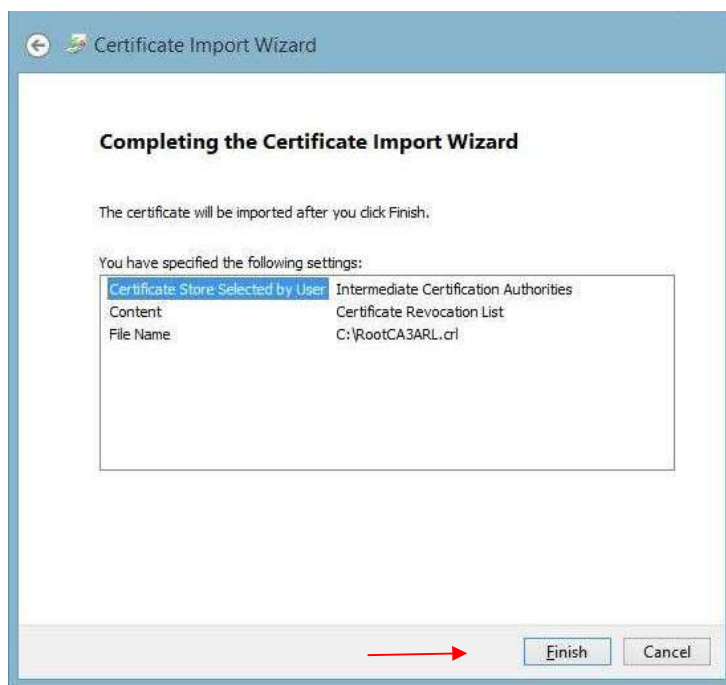 Certificate Import Wizard
Completing the Certificate Import Wizard
The certificate will be imported after you click Finish.
You have specified the following settings:
Certificate Store Selected by User Intermediate Certification Authorities
Content Certificate Revocation List
File Name C:\RootCA3ARL.crl
Finish Cancel